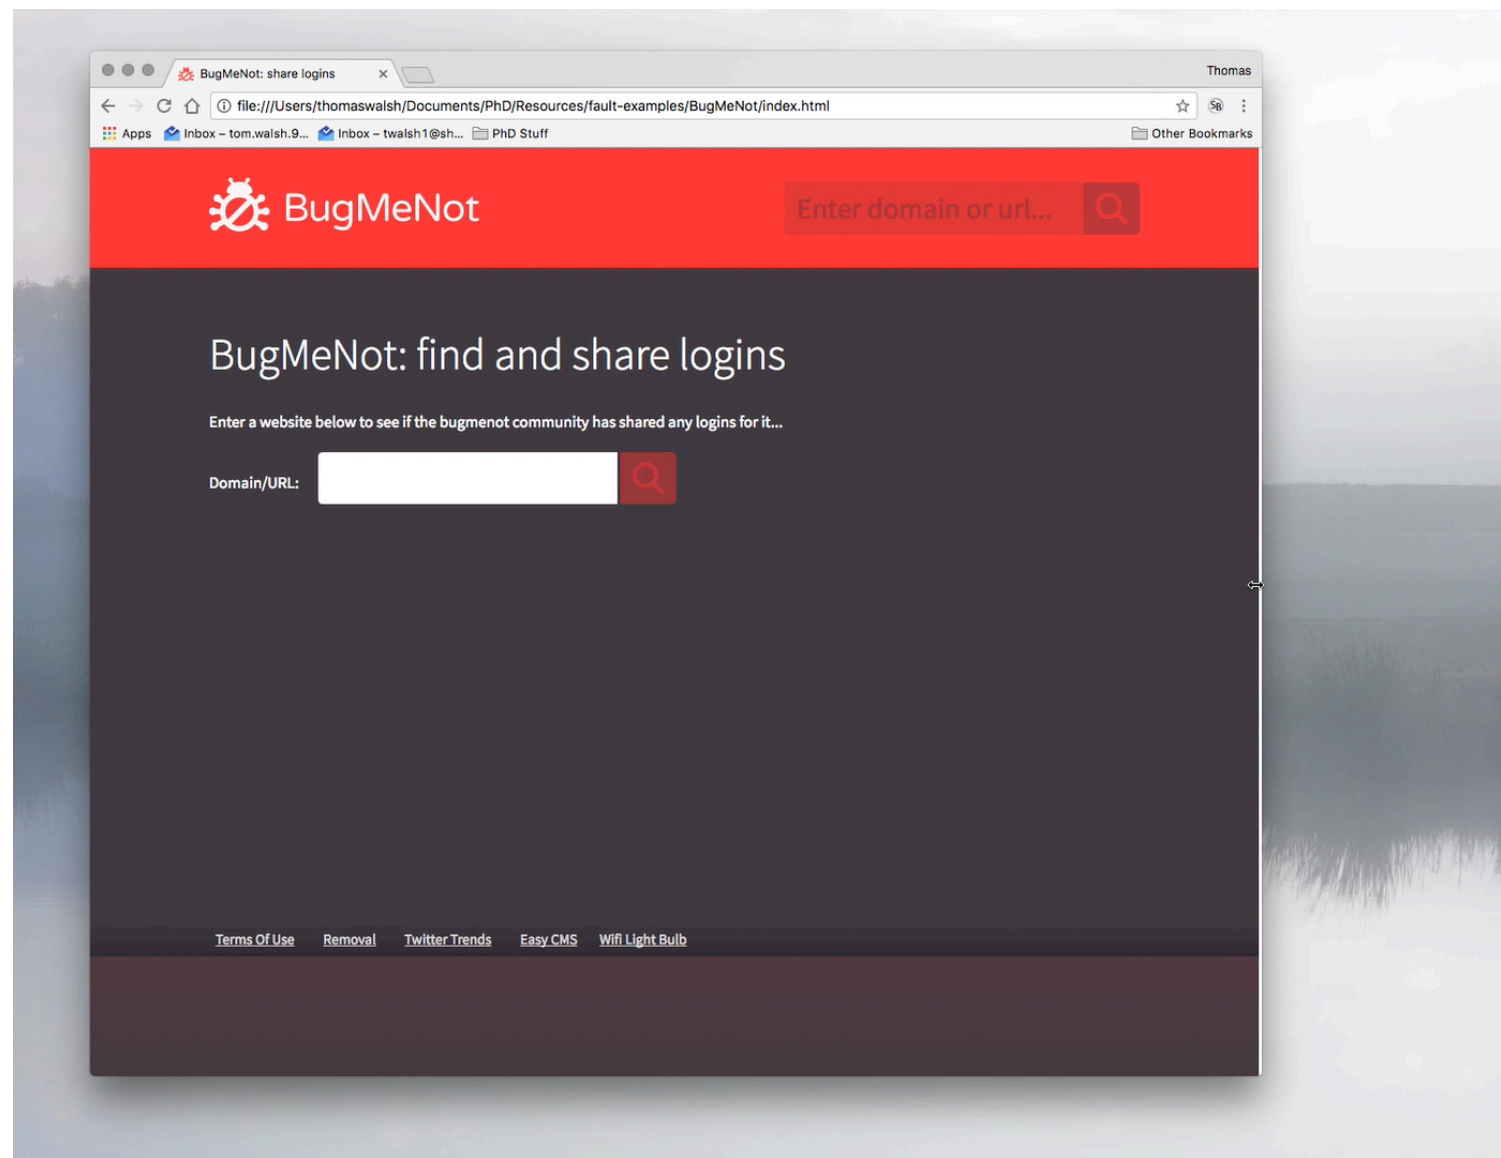 BugMeNot: share logins
Thomas
file:///Users/thomaswalsh/Documents/PhD/Resources/fault-examples/BugMeNot/index.html
SB
Apps Inbox – tom.walsh.9... Inbox – twalsh1@sh... PhD Stuff Other Bookmarks
BugMeNot
Enter domain or url...
BugMeNot: find and share logins
Enter a website below to see if the bugmenot community has shared any logins for it...
Domain/URL:
Terms Of Use Removal Twitter Trends Easy CMS Wifi Light Bulb